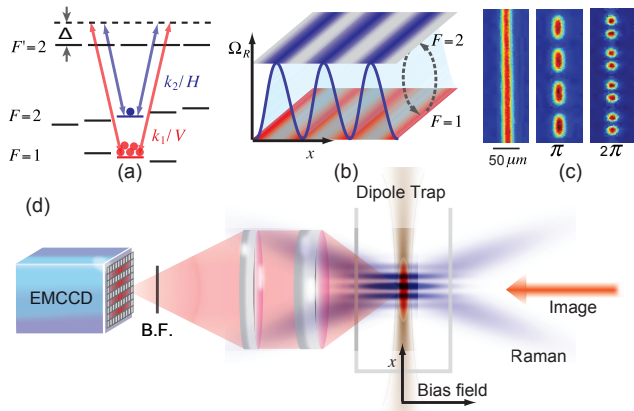 Δ
F'=2
k₂/H
F=2
k₁/V
F=1
(a)
Ω_R
F=2
F=1
x
(b)
50 μm
π
2π
(c)
(d)
Dipole Trap
EMCCD
B.F.
Image
Raman
x
Bias field